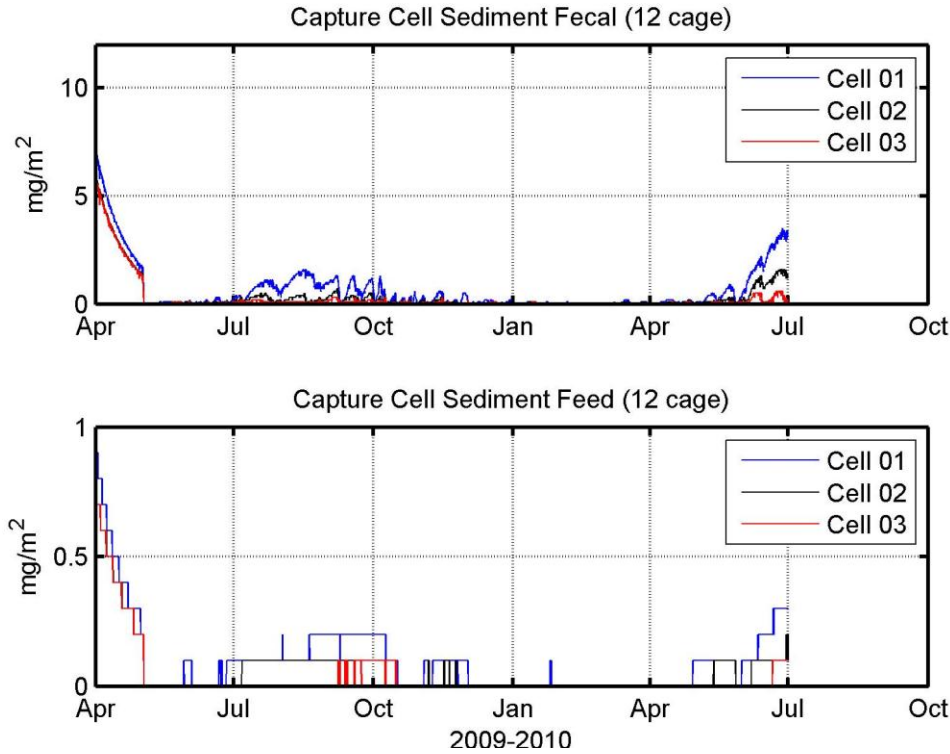 Capture Cell Sediment Fecal (12 cage)
10
5
0
mg/m²
Cell 01
Cell 02
Cell 03
Apr Jul Oct Jan Apr Jul Oct
Capture Cell Sediment Feed (12 cage)
1
0.5
0
mg/m²
Cell 01
Cell 02
Cell 03
Apr Jul Oct Jan Apr Jul Oct
2009-2010